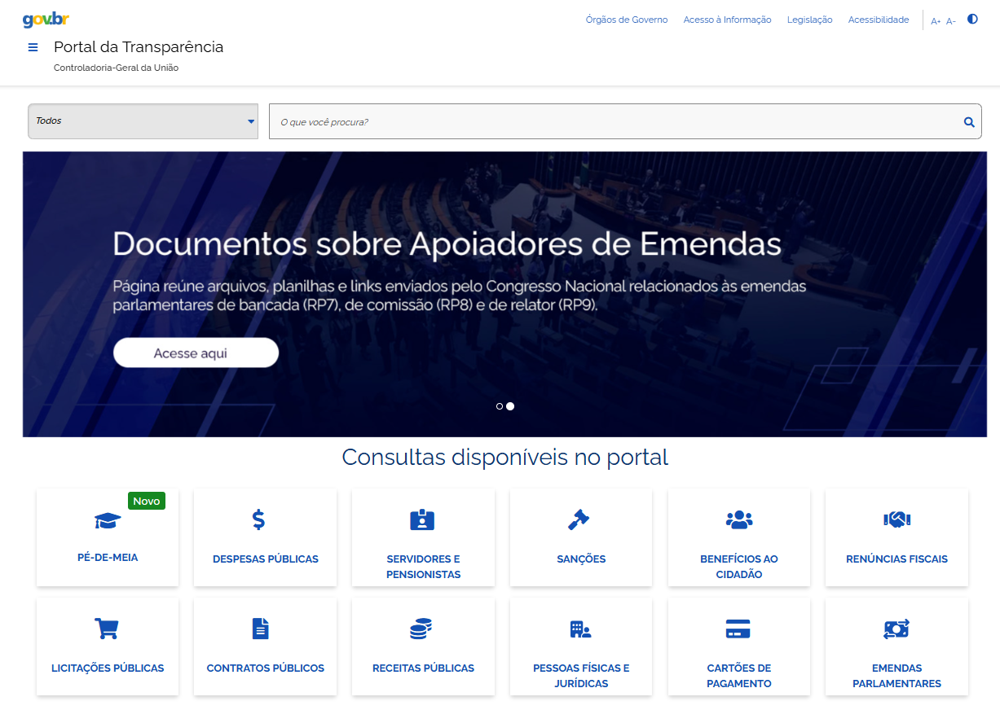 gov.br
Órgãos de Governo Acesso à Informação Legislação Acessibilidade A+ A-
Portal da Transparência
Controladoria-Geral da União
Todos
O que você procura?
Documentos sobre Apoiadores de Emendas
Página reúne arquivos, planilhas e links enviados pelo Congresso Nacional relacionados às emendas
parlamentares de bancada (RP7), de comissão (RP8) e de relator (RP9).
Acesse aqui
Consultas disponíveis no portal
Novo
PÉ-DE-MEIA
DESPESAS PÚBLICAS
SERVIDORES E
PENSIONISTAS
SANÇÕES
BENEFÍCIOS AO
CIDADÃO
RENÚNCIAS FISCAIS
LICITAÇÕES PÚBLICAS
CONTRATOS PÚBLICOS
RECEITAS PÚBLICAS
PESSOAS FÍSICAS E
JURÍDICAS
CARTÕES DE
PAGAMENTO
EMENDAS
PARLAMENTARES